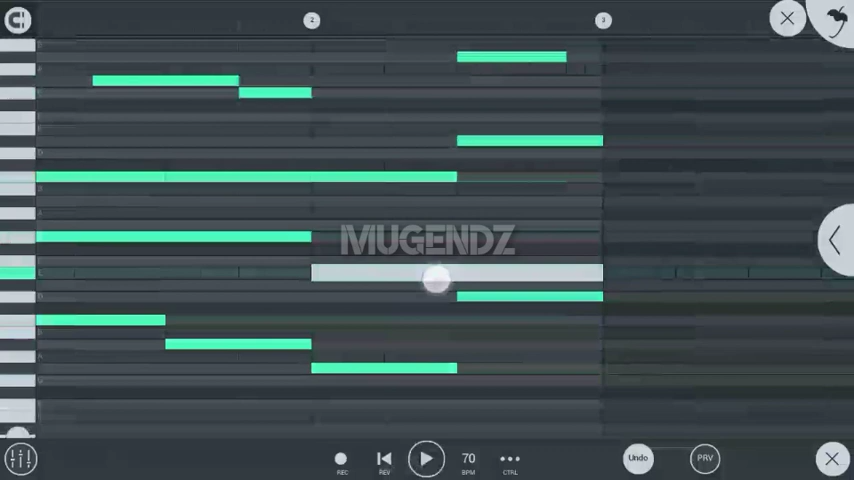 2
3
MUGENDZ
70
REC
REV
BPM
CTRL
Undo
PRV